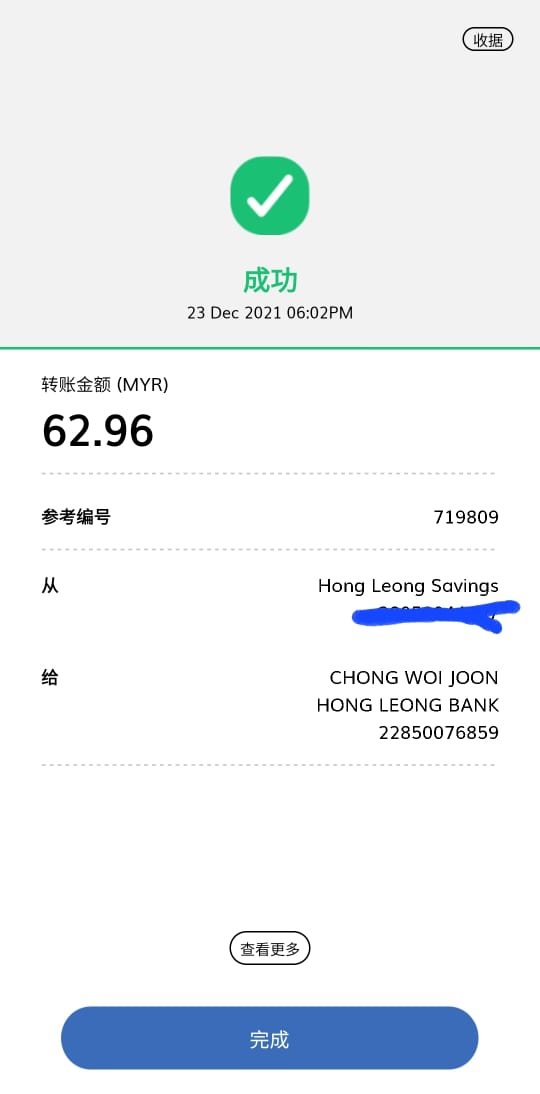 收据
成功
23 Dec 2021 06:02PM
转账金额 (MYR)
62.96
参考编号 719809
从 Hong Leong Savings
给 CHONG WOI JOON
HONG LEONG BANK
22850076859
查看更多
完成